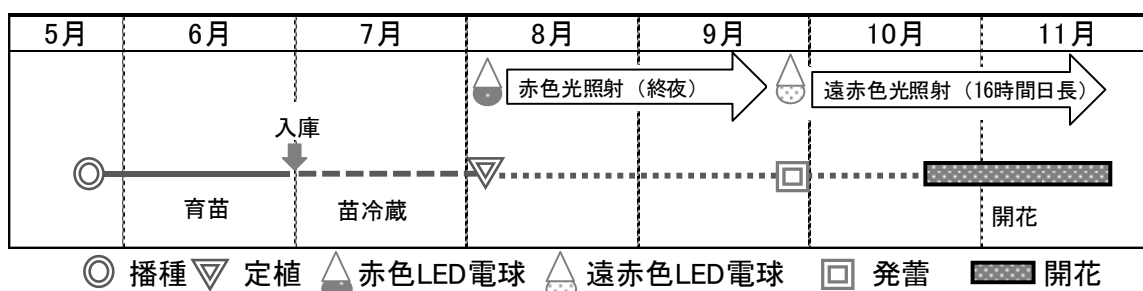 5月 6月 7月 8月 9月 10月 11月
赤色光照射（終夜） 遠赤色光照射（16時間日長）
入庫
育苗 苗冷蔵 開花
播種 定植 赤色LED電球 遠赤色LED電球 発蕾 開花